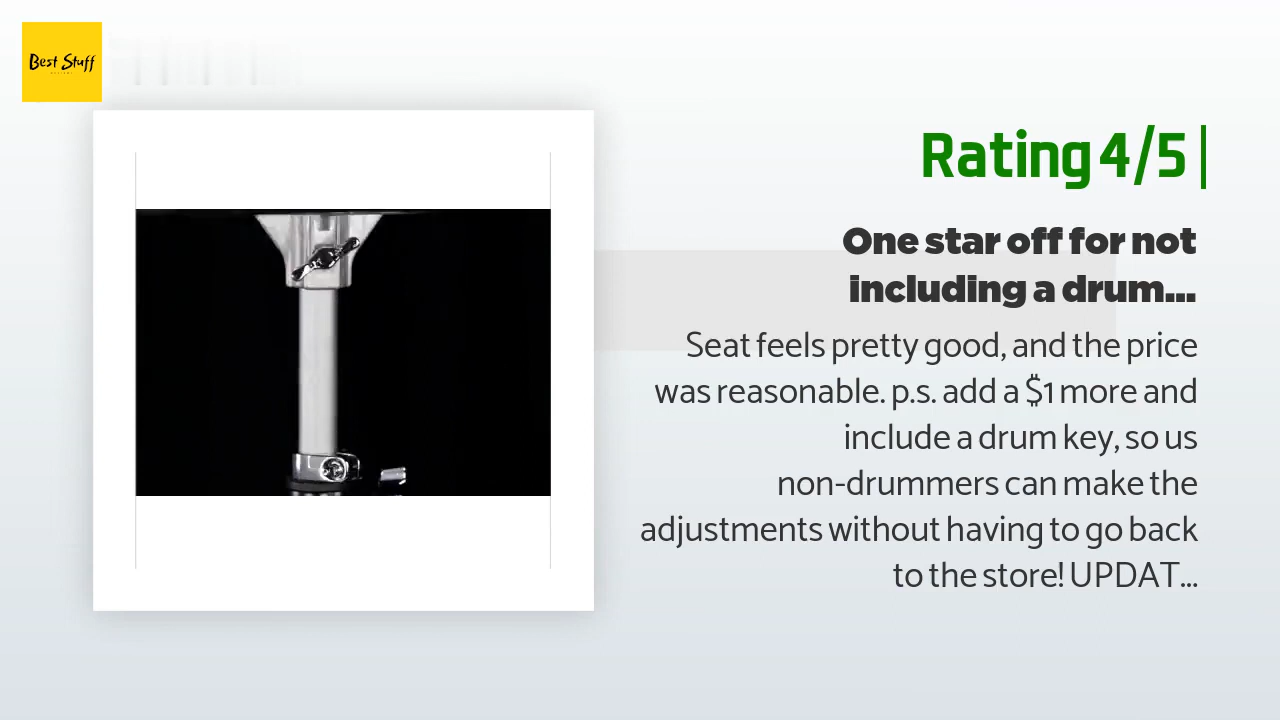 Best Stuff
Rating 4/5
One star off for not
including a drum...
Seat feels pretty good, and the price
was reasonable. p.s. add a $1 more and
include a drum key, so us
non-drummers can make the
adjustments without having to go back
to the store! UPDAT...